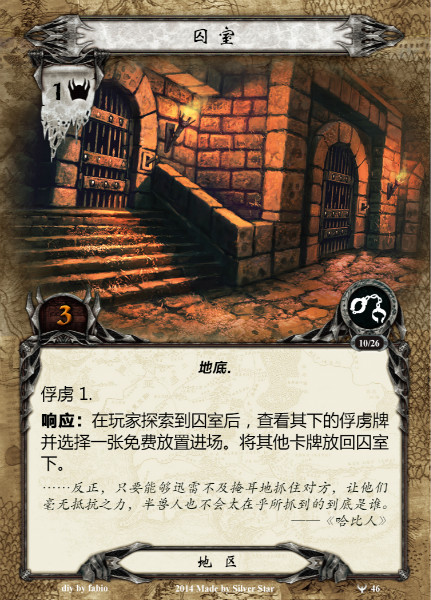 囚室
1
3
10/26
地底.
俘虏 1.
响应：在玩家探索到囚室后，查看其下的俘虏牌
并选择一张免费放置进场。将其他卡牌放回囚室
下。
……反正，只要能够迅雷不及掩耳地抓住对方，让他们
毫无抵抗之力，半兽人也不会太在乎所抓到的到底是谁。
——《哈比人》
地区
diy by fabio
2014 Made by Silver Star
46